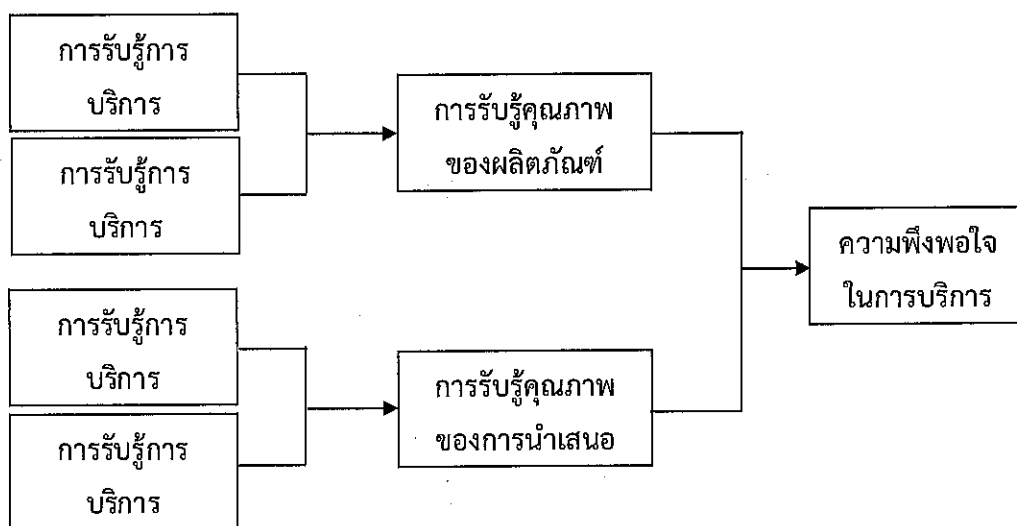 การรับรู้การ
บริการ
การรับรู้การ
บริการ
การรับรู้คุณภาพ
ของผลิตภัณฑ์
ความพึงพอใจ
ในการบริการ
การรับรู้การ
บริการ
การรับรู้การ
บริการ
การรับรู้คุณภาพ
ของการนำเสนอ